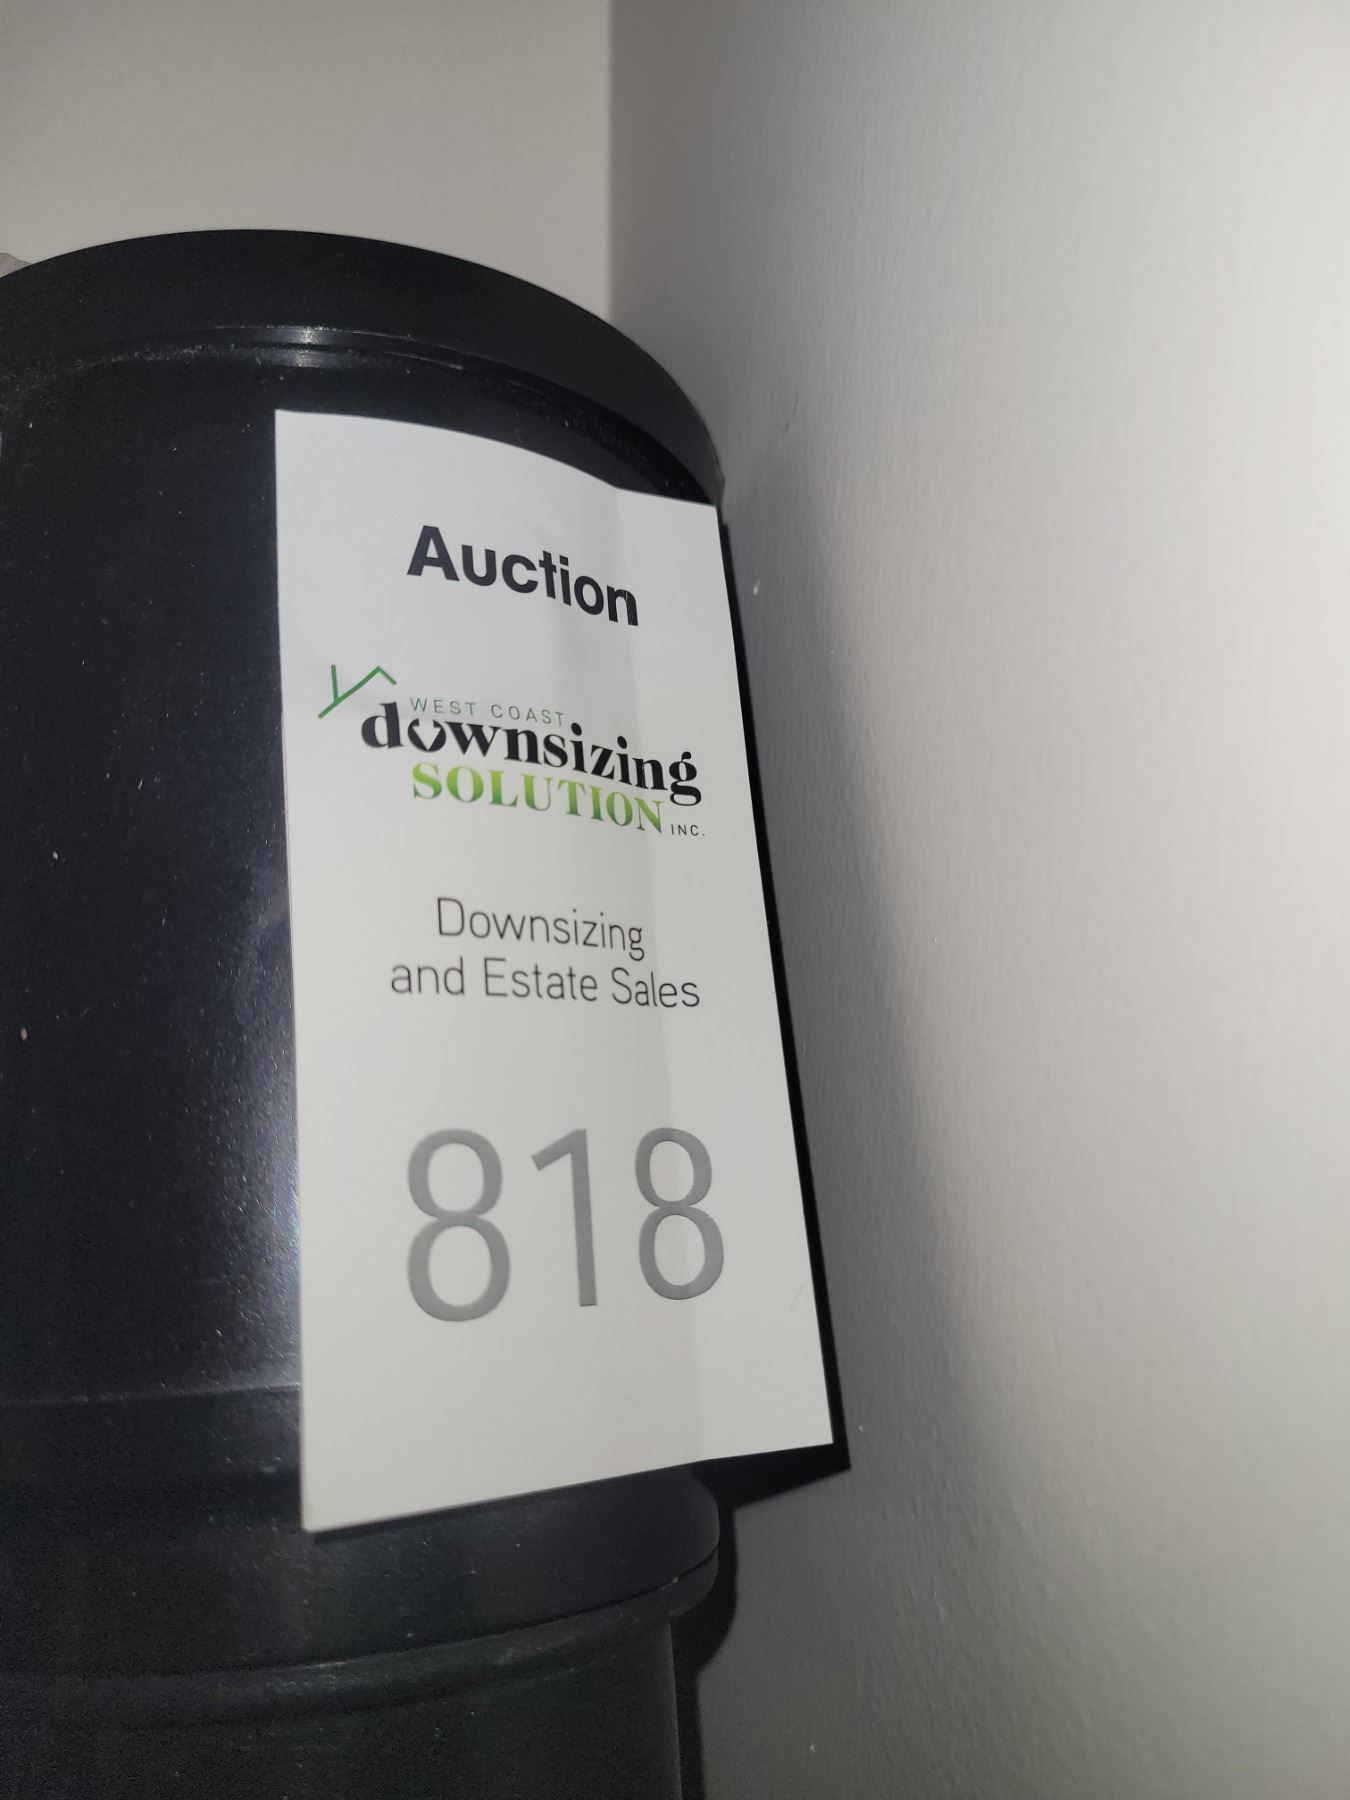 Auction
WEST COAST
downsizing
SOLUTION INC.
Downsizing
and Estate Sales
818